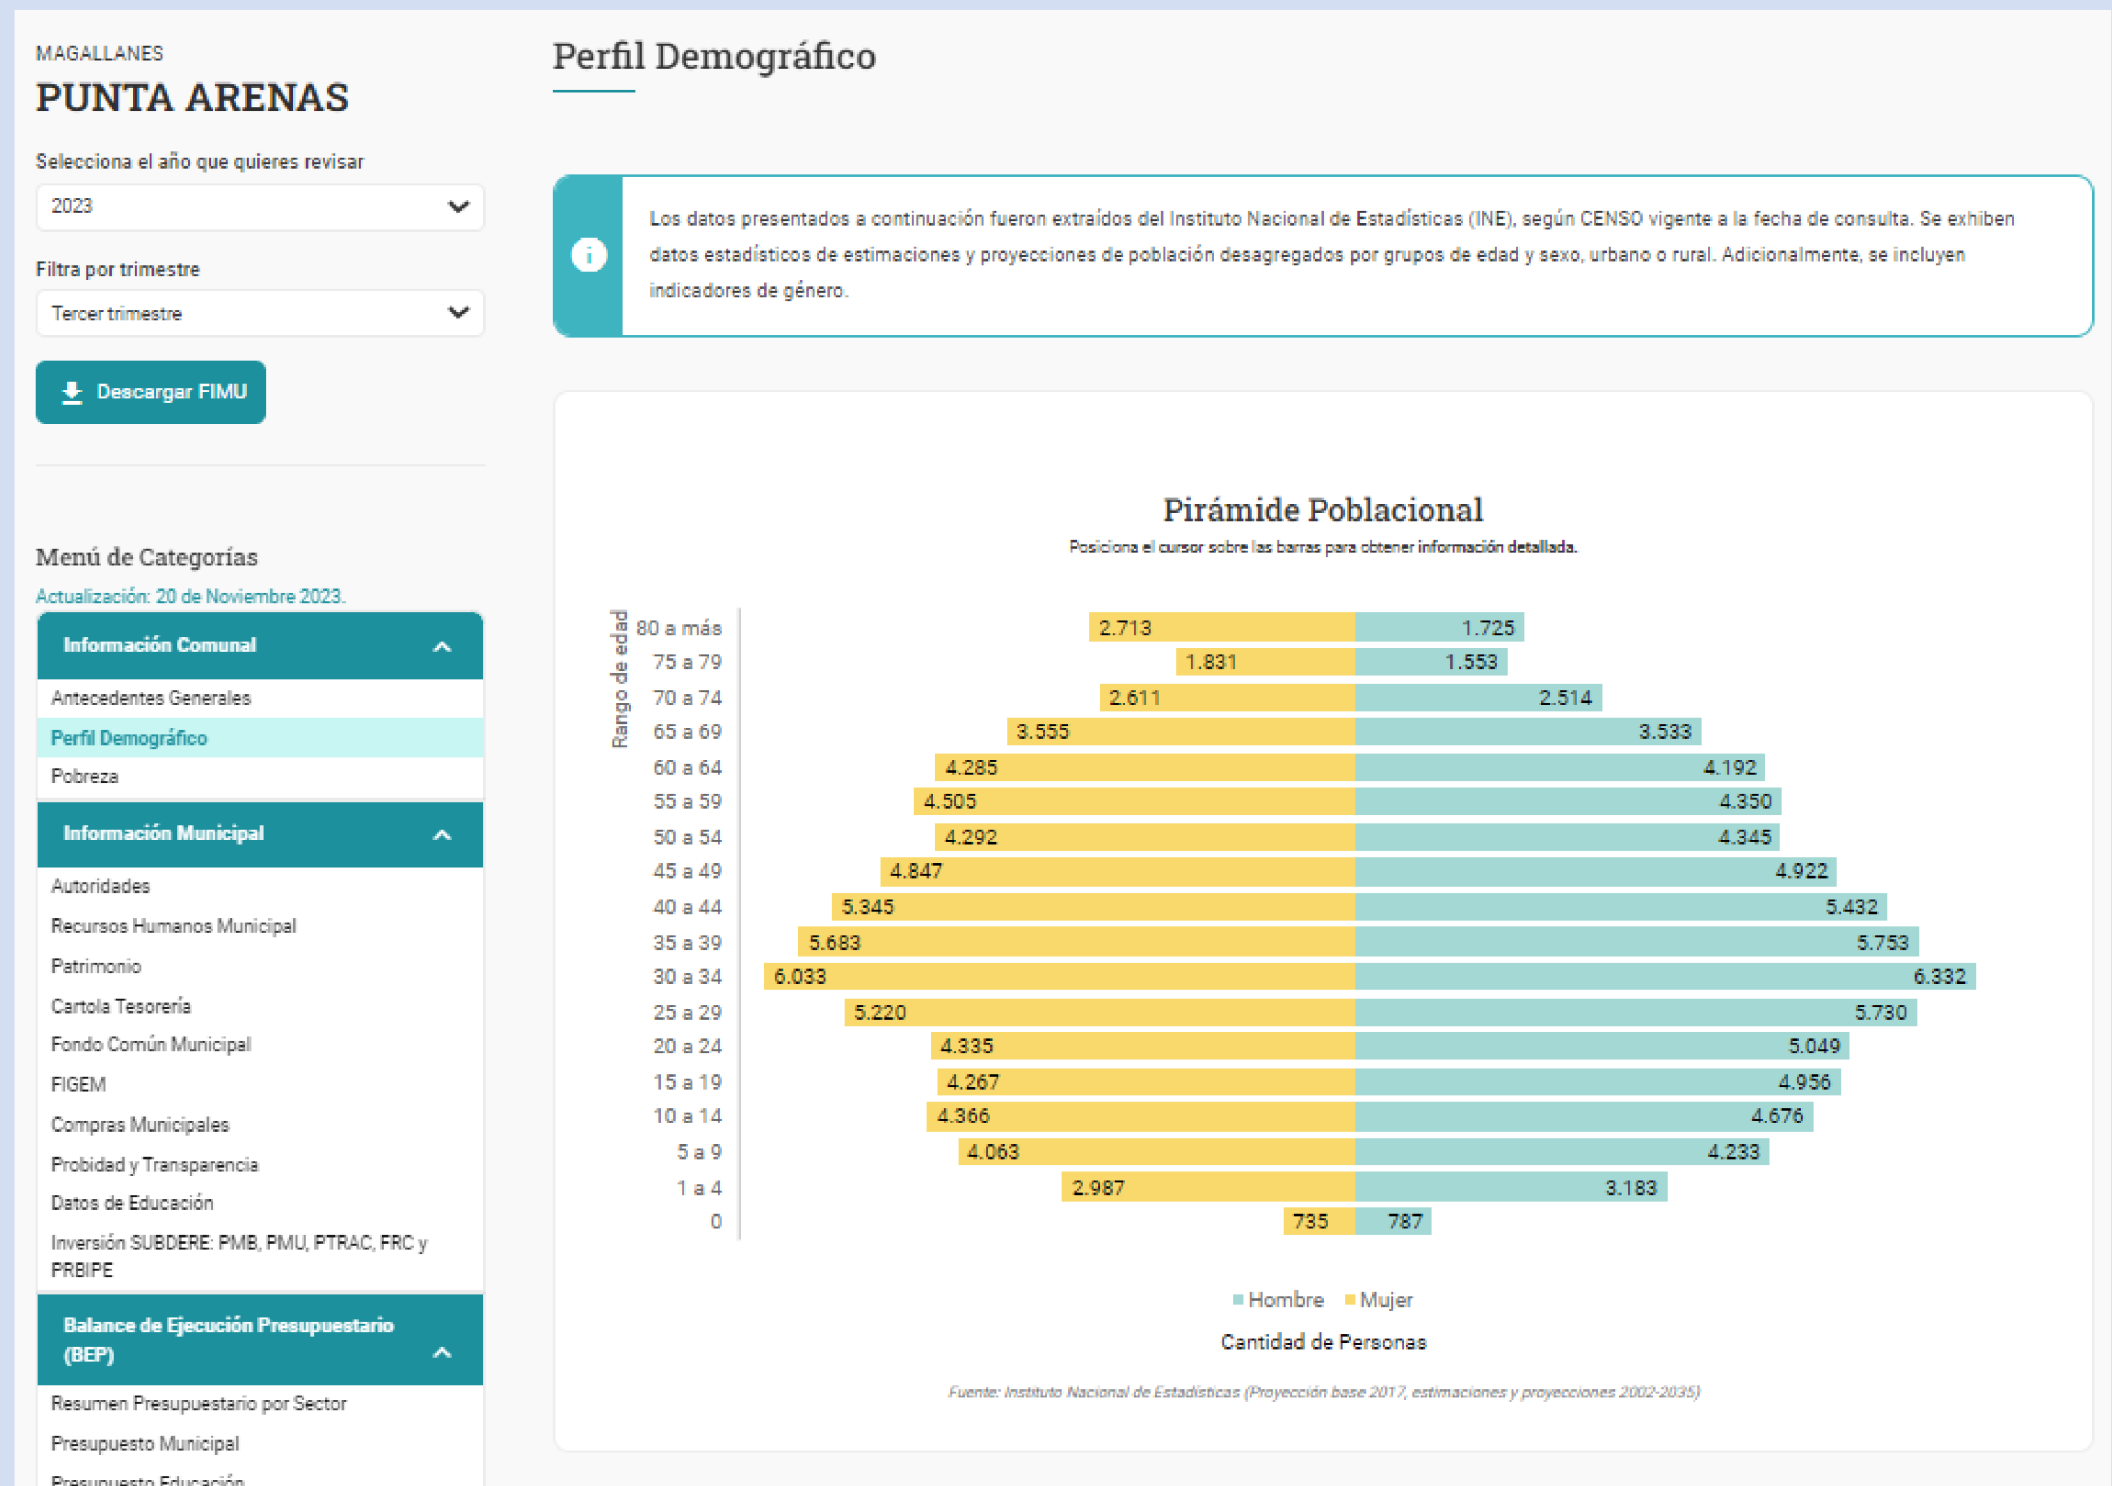 MAGALLANES
PUNTA ARENAS
Selecciona el año que quieres revisar
2023
Filtra por trimestre
Tercer trimestre
Descargar FIMU
Menú de Categorías
Actualización: 20 de Noviembre 2023.
Información Comunal
Antecedentes Generales
Perfil Demográfico
Pobreza
Información Municipal
Autoridades
Recursos Humanos Municipal
Patrimonio
Cartola Tesorería
Fondo Común Municipal
FIGEM
Compras Municipales
Probidad y Transparencia
Datos de Educación
Inversión SUBDERE: PMB, PMU, PTRAC, FRC y
PRBIPE
Balance de Ejecución Presupuestario
(BEP)
Resumen Presupuestario por Sector
Presupuesto Municipal
Presupuesto Educación
Perfil Demográfico
Los datos presentados a continuación fueron extraídos del Instituto Nacional de Estadísticas (INE), según CENSO vigente a la fecha de consulta. Se exhiben
datos estadísticos de estimaciones y proyecciones de población desagregados por grupos de edad y sexo, urbano o rural. Adicionalmente, se incluyen
indicadores de género.
Pirámide Poblacional
Posiciona el cursor sobre las barras para obtener información detallada.
Rango de edad
80 a más 2.713 1.725
75 a 79 1.831 1.553
70 a 74 2.611 2.514
65 a 69 3.555 3.533
60 a 64 4.285 4.192
55 a 59 4.505 4.350
50 a 54 4.292 4.345
45 a 49 4.847 4.922
40 a 44 5.345 5.432
35 a 39 5.683 5.753
30 a 34 6.033 6.332
25 a 29 5.220 5.730
20 a 24 4.335 5.049
15 a 19 4.267 4.956
10 a 14 4.366 4.676
5 a 9 4.063 4.233
1 a 4 2.987 3.183
0 735 787
Hombre Mujer
Cantidad de Personas
Fuente: Instituto Nacional de Estadísticas (Proyección base 2017, estimaciones y proyecciones 2002-2035)